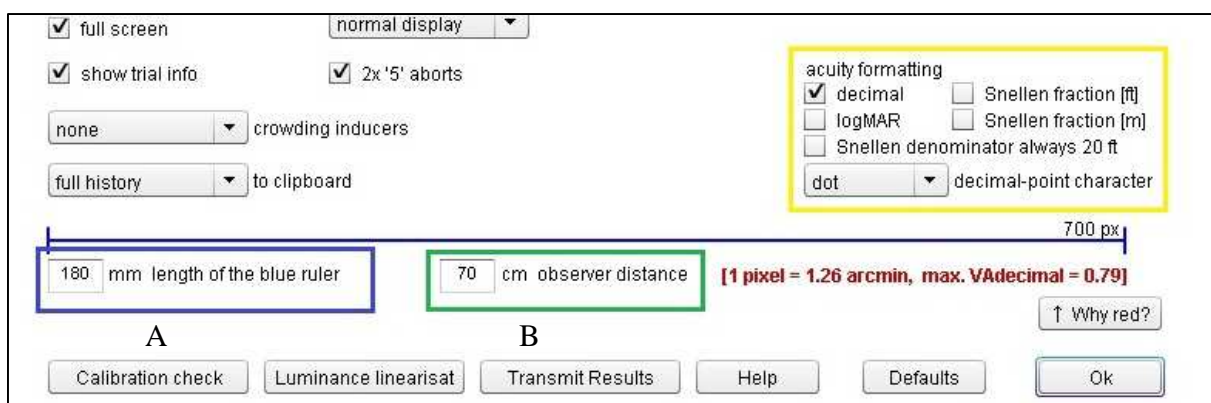 full screen normal display
show trial info 2x '5' aborts
acuity formatting
decimal Snellen fraction [ft]
logMAR Snellen fraction [m]
Snellen denominator always 20 ft
dot decimal-point character
none crowding inducers
full history to clipboard
700 px
180 mm length of the blue ruler 70 cm observer distance [1 pixel = 1.26 arcmin, max. VAdecimal = 0.79]
↑ Why red?
A B
Calibration check Luminance linearisat Transmit Results Help Defaults Ok